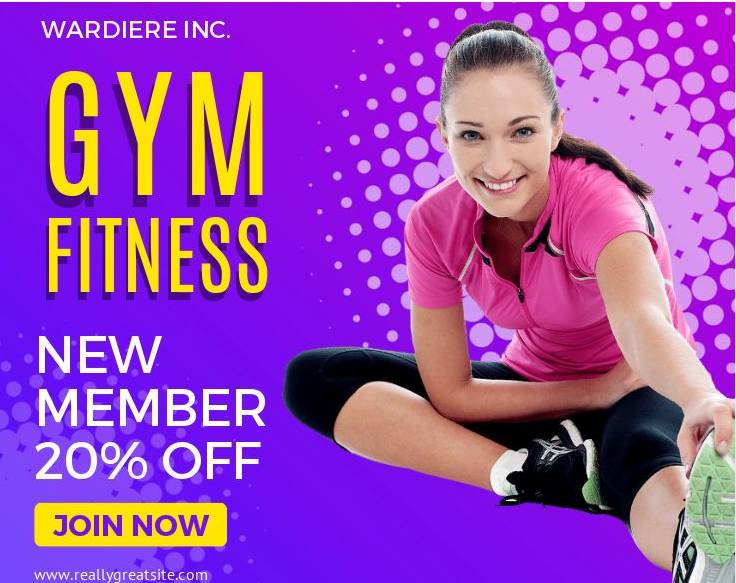 WARDIERE INC.
GYM
FITNESS
NEW
MEMBER
20% OFF
JOIN NOW
www.reallygreatsite.com